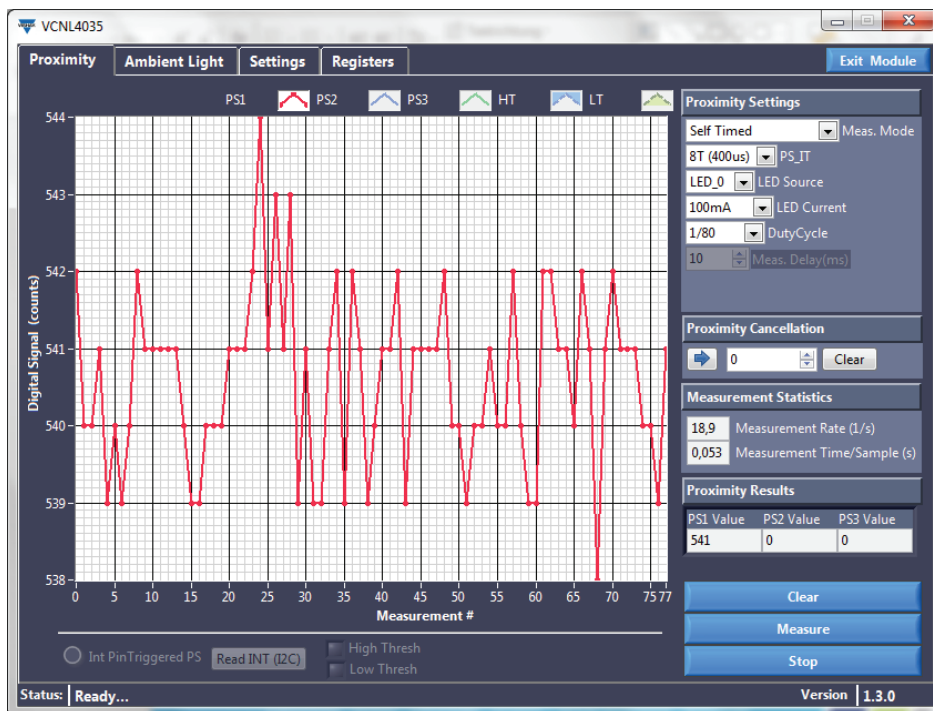 VCNL4035
Proximity
Ambient Light
Settings
Registers
Exit Module
PS1
PS2
PS3
HT
LT
Digital Signal (counts)
544
543
542
541
540
539
538
0 5 10 15 20 25 30 35 40 45 50 55 60 65 70 75 77
Measurement #
Int PinTriggered PS
Read INT (I2C)
High Thresh
Low Thresh
Proximity Settings
Self Timed Meas. Mode
8T (400us) PS_IT
LED_0 LED Source
100mA LED Current
1/80 DutyCycle
10 Meas. Delay(ms)
Proximity Cancellation
0 Clear
Measurement Statistics
18,9 Measurement Rate (1/s)
0,053 Measurement Time/Sample (s)
Proximity Results
PS1 Value PS2 Value PS3 Value
541 0 0
Clear
Measure
Stop
Status: Ready...
Version 1.3.0